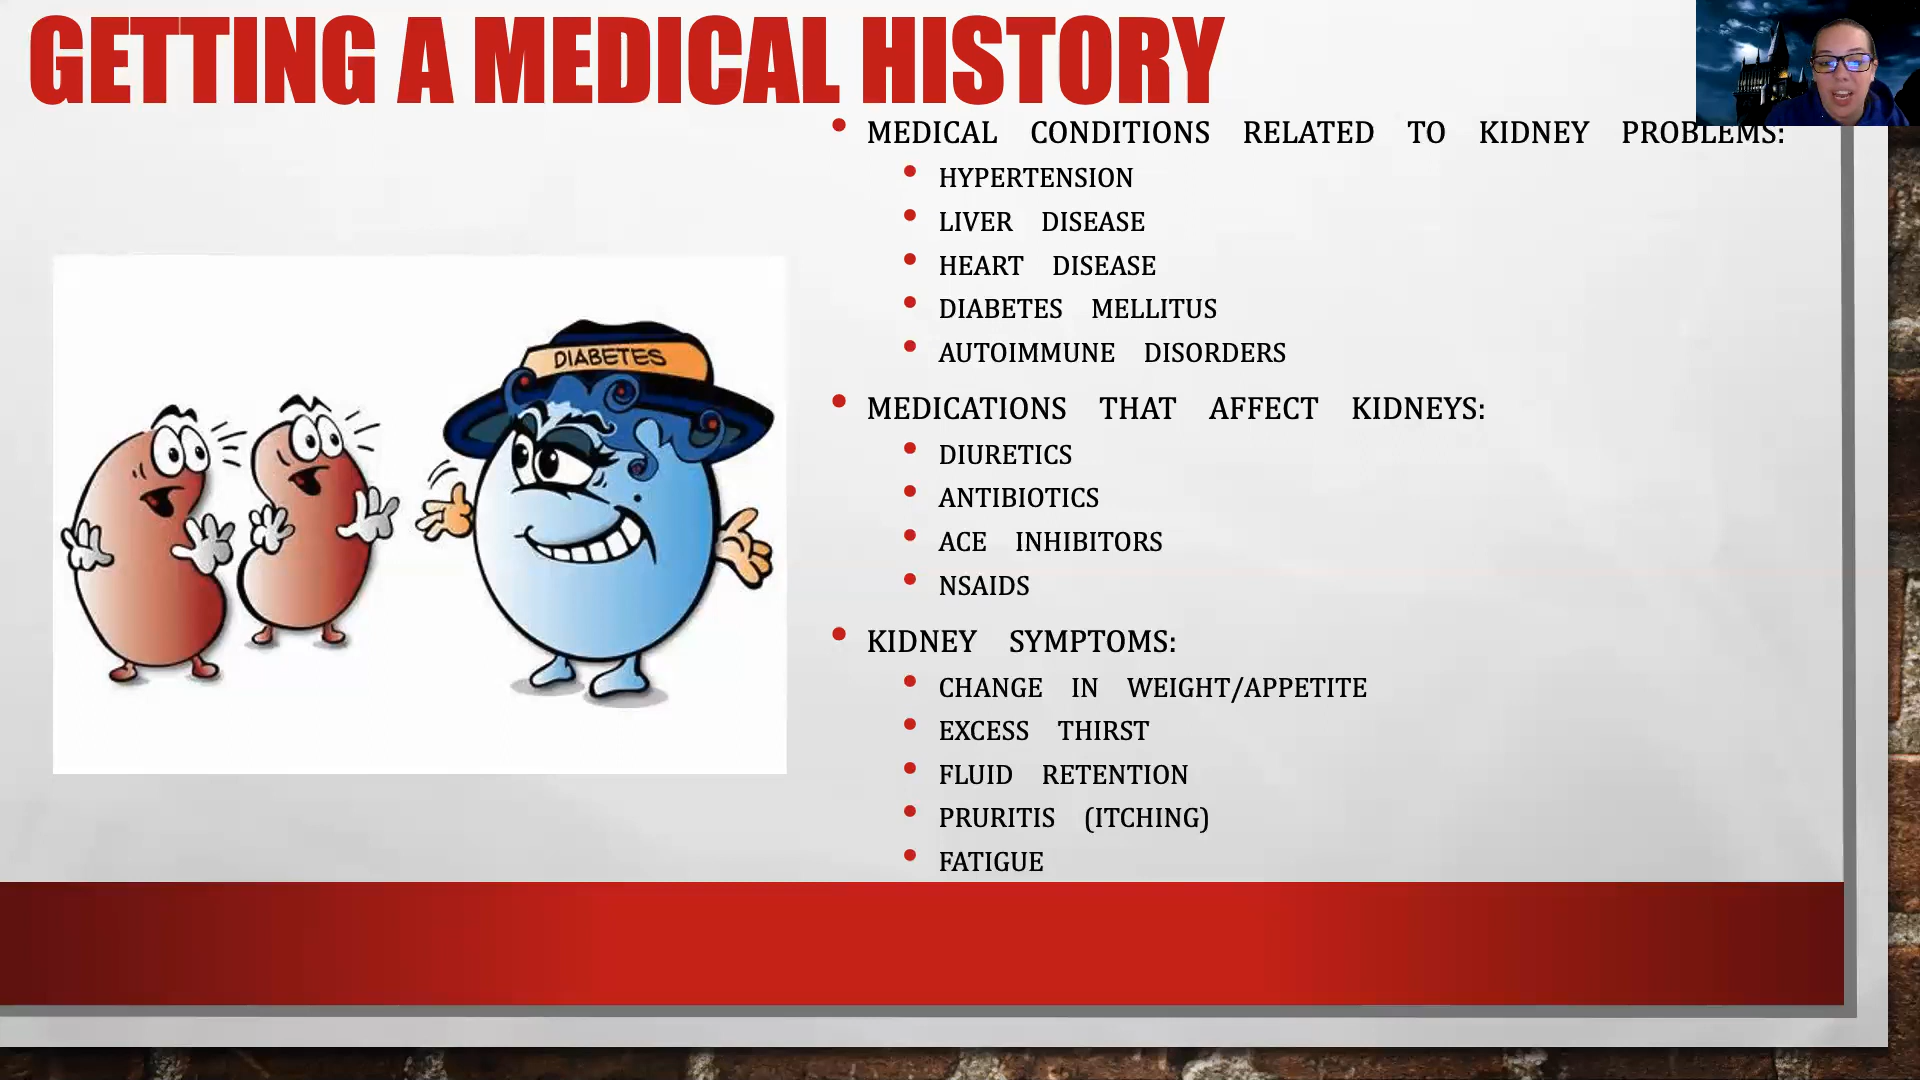 GETTING A MEDICAL HISTORY
MEDICAL CONDITIONS RELATED TO KIDNEY PROBLEMS:
HYPERTENSION
LIVER DISEASE
HEART DISEASE
DIABETES MELLITUS
AUTOIMMUNE DISORDERS
MEDICATIONS THAT AFFECT KIDNEYS:
DIURETICS
ANTIBIOTICS
ACE INHIBITORS
NSAIDS
KIDNEY SYMPTOMS:
CHANGE IN WEIGHT/APPETITE
EXCESS THIRST
FLUID RETENTION
PRURITIS (ITCHING)
FATIGUE
DIABETES